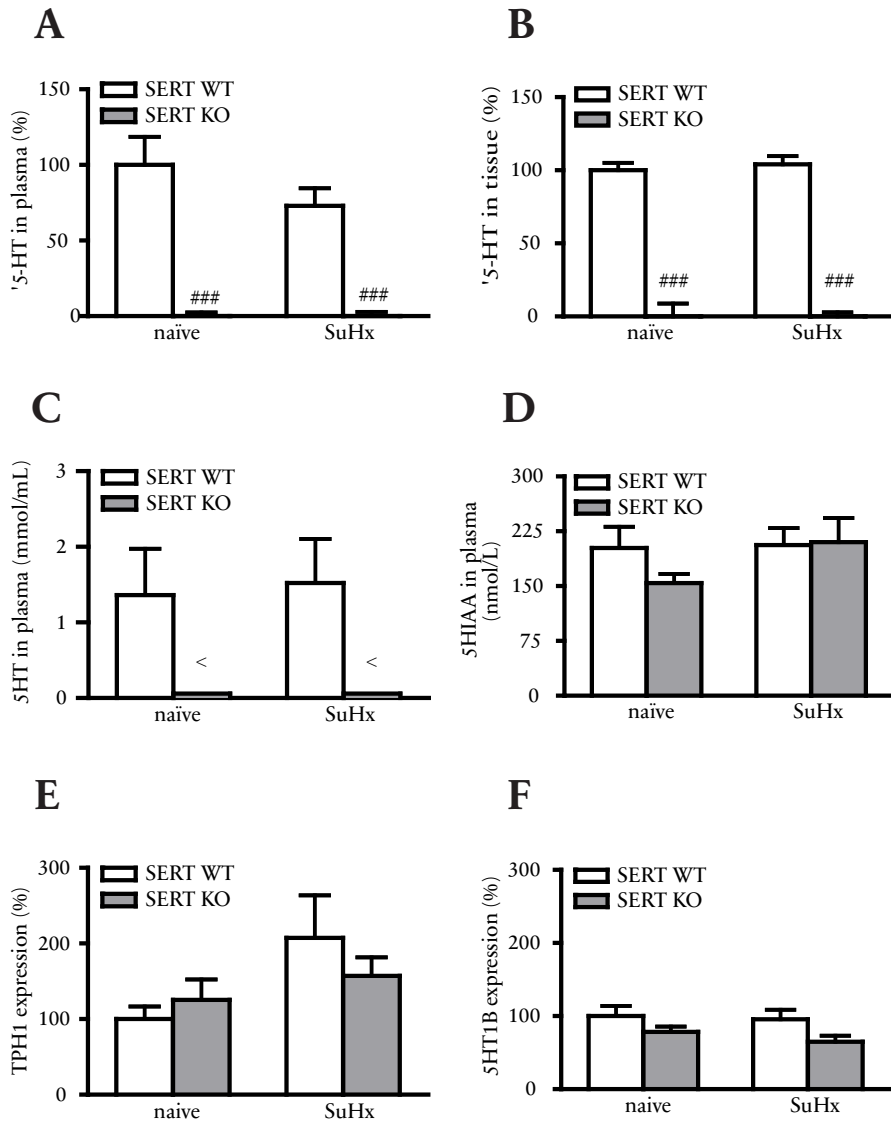 A
150
SERT WT
SERT KO
100
50
0
'5-HT in plasma (%)
###
###
naïve
SuHx
B
150
SERT WT
SERT KO
100
50
0
'5-HT in tissue (%)
###
###
naïve
SuHx
C
3
SERT WT
SERT KO
2
1
0
5HT in plasma (mmol/mL)
<
<
naïve
SuHx
D
300
SERT WT
SERT KO
225
150
75
0
5HIAA in plasma
(nmol/L)
naïve
SuHx
E
300
SERT WT
SERT KO
200
100
0
TPH1 expression (%)
naive
SuHx
F
300
SERT WT
SERT KO
200
100
0
5HT1B expression (%)
naive
SuHx